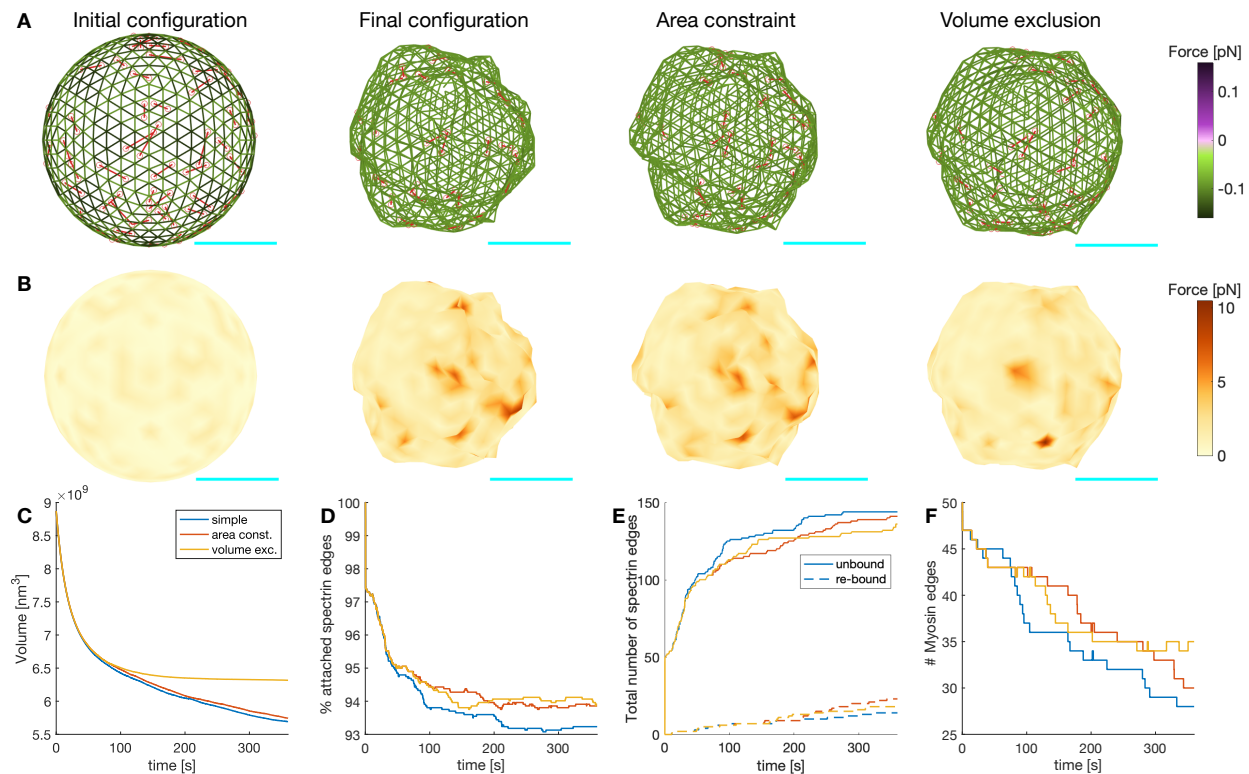 A
Initial configuration
Final configuration
Area constraint
Volume exclusion
Force [pN]
0.1
0
-0.1
B
Force [pN]
10
5
0
C
×10⁹
9
8.5
8
7.5
7
6.5
6
5.5
Volume [nm³]
0 100 200 300
time [s]
simple
area const.
volume exc.
D
100
99
98
97
96
95
94
93
% attached spectrin edges
0 100 200 300
time [s]
E
150
100
50
0
Total number of spectrin edges
0 100 200 300
time [s]
unbound
re-bound
F
50
45
40
35
30
25
# Myosin edges
0 100 200 300
time [s]